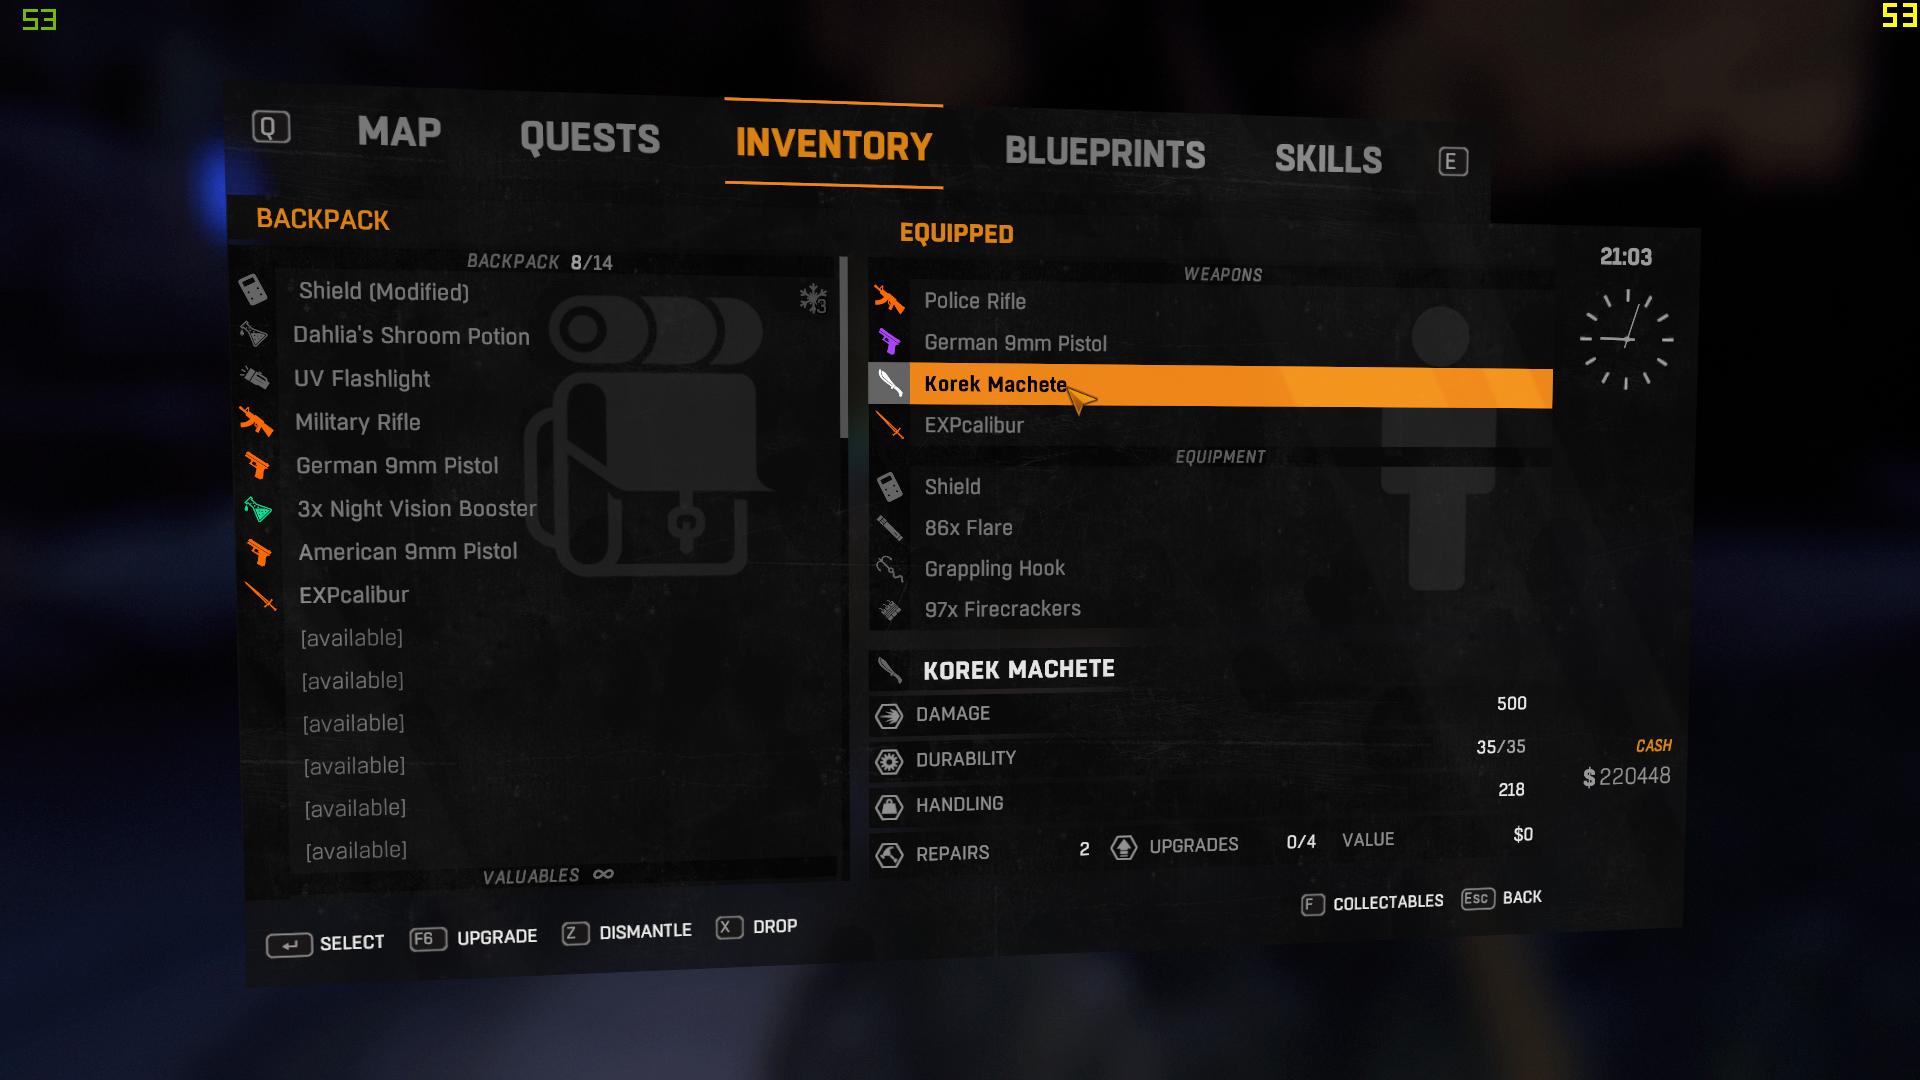 53
53
Q MAP QUESTS INVENTORY BLUEPRINTS SKILLS E
BACKPACK
BACKPACK 8/14
Shield (Modified)
3
Dahlia's Shroom Potion
UV Flashlight
Military Rifle
German 9mm Pistol
3x Night Vision Booster
American 9mm Pistol
EXPcalibur
[available]
[available]
[available]
[available]
[available]
[available]
VALUABLES ∞
EQUIPPED
WEAPONS
Police Rifle
German 9mm Pistol
Korek Machete
EXPcalibur
EQUIPMENT
Shield
86x Flare
Grappling Hook
97x Firecrackers
KOREK MACHETE
DAMAGE 500
DURABILITY 35/35
HANDLING 218
REPAIRS 2 UPGRADES 0/4 VALUE $0
21:03
CASH
$220448
F COLLECTABLES Esc BACK
SELECT F6 UPGRADE Z DISMANTLE X DROP